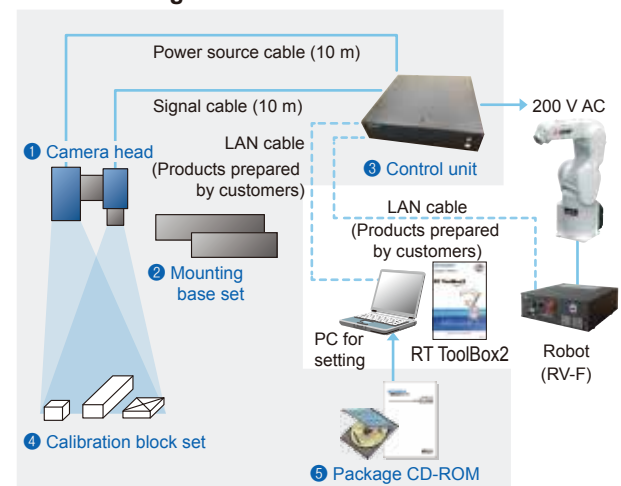 Power source cable (10 m)
Signal cable (10 m)
200 V AC
LAN cable
(Products prepared
by customers)
❶ Camera head
❸ Control unit
LAN cable
(Products prepared
by customers)
❷ Mounting
base set
RT ToolBox2
PC for
setting
RT ToolBox2
Robot
(RV-F)
❹ Calibration block set
❺ Package CD-ROM